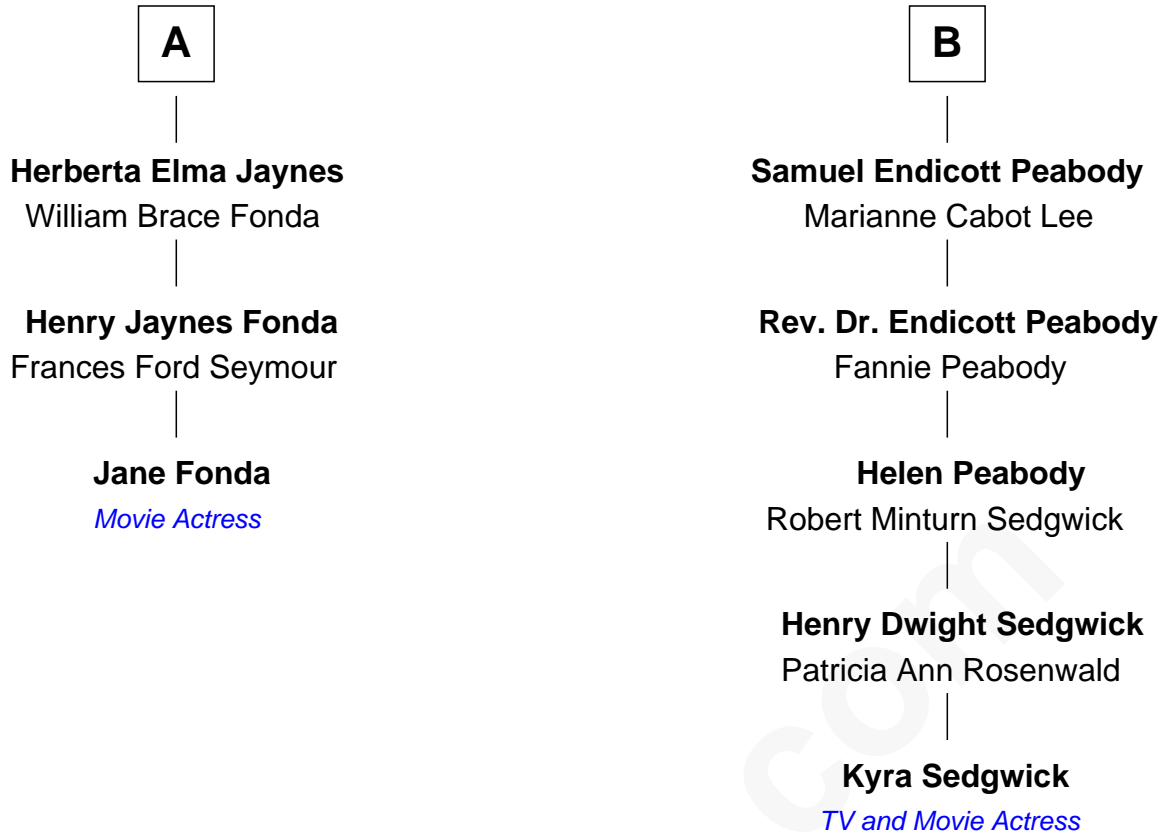 A
Herberta Elma Jaynes
William Brace Fonda
Henry Jaynes Fonda
Frances Ford Seymour
Jane Fonda
Movie Actress
B
Samuel Endicott Peabody
Marianne Cabot Lee
Rev. Dr. Endicott Peabody
Fannie Peabody
Helen Peabody
Robert Minturn Sedgwick
Henry Dwight Sedgwick
Patricia Ann Rosenwald
Kyra Sedgwick
TV and Movie Actress
com